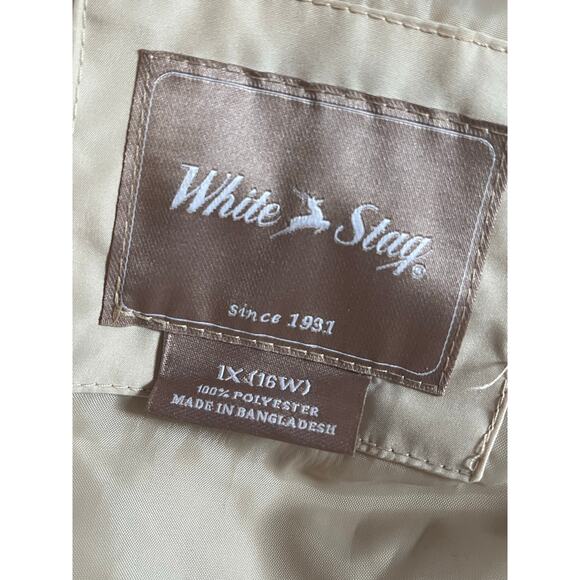 White Stag®
since 1931
1X (16W)
100% POLYESTER
MADE IN BANGLADESH